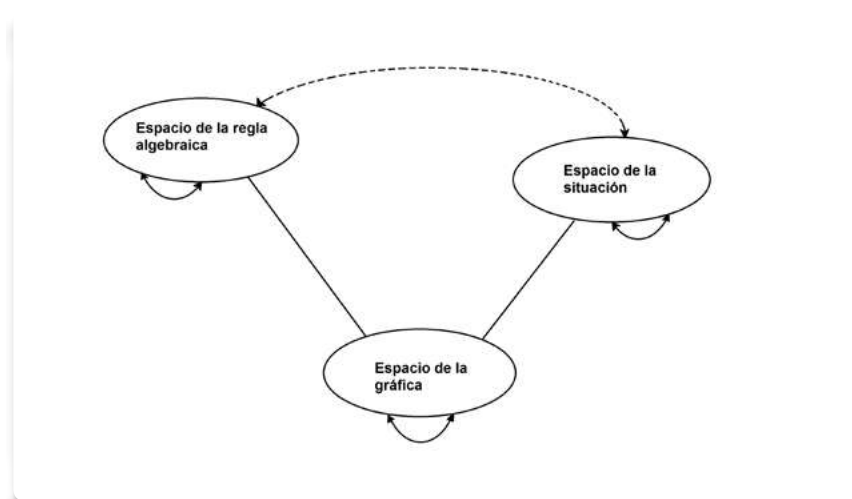 Espacio de la regla
algebraica
Espacio de la
situación
Espacio de la
gráfica